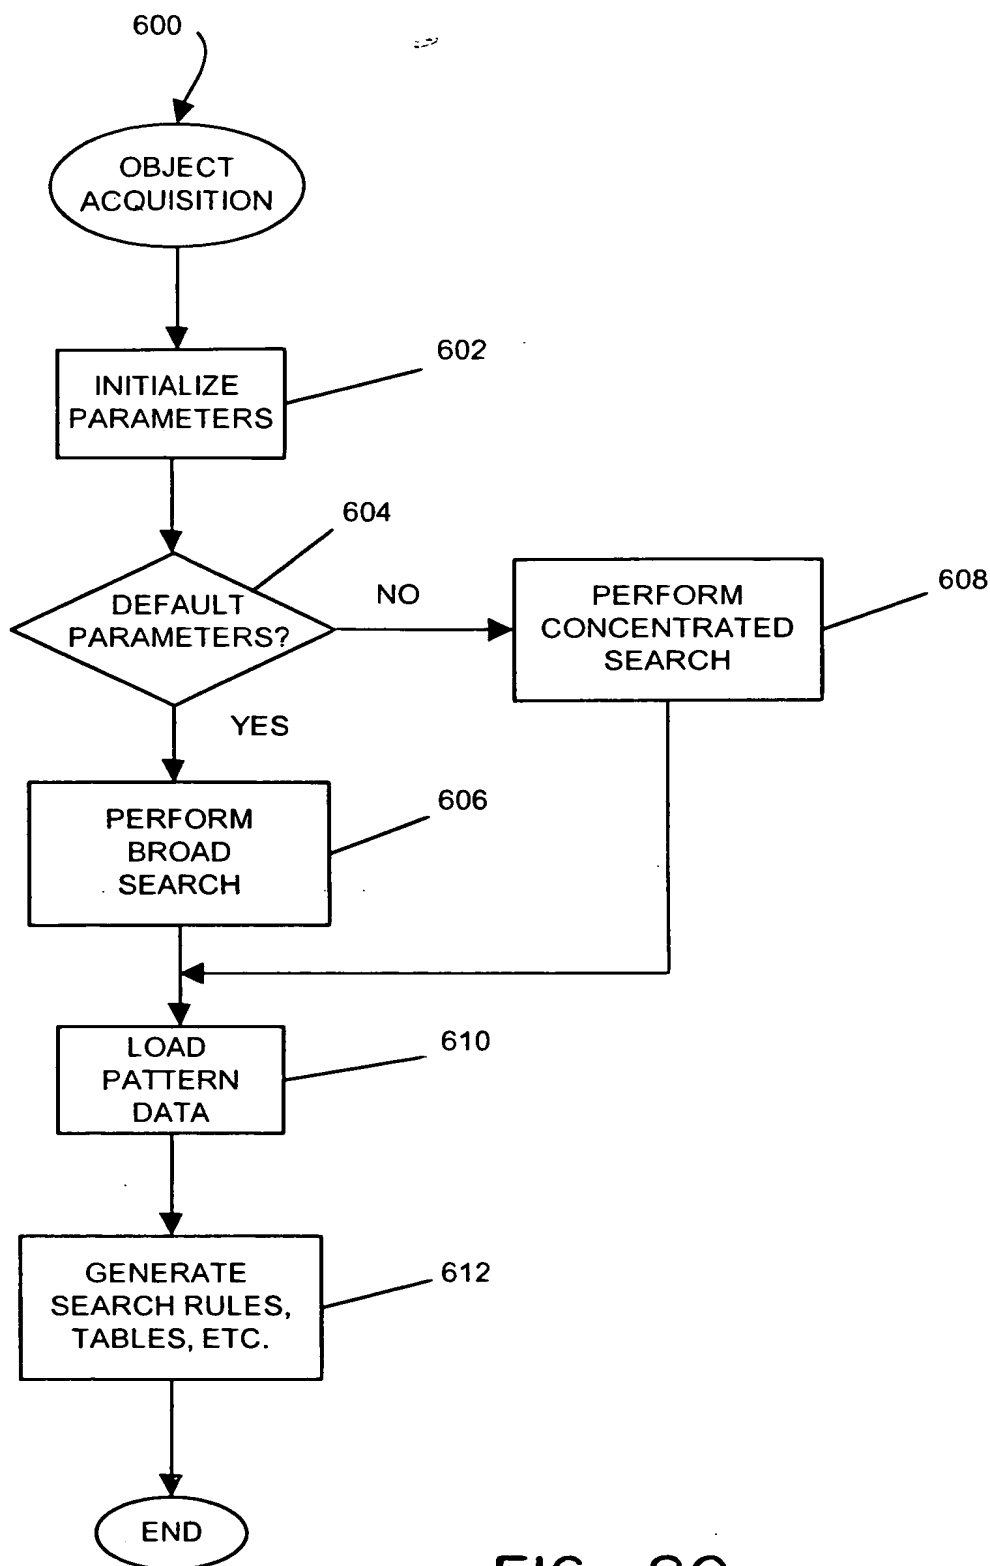 600
OBJECT
ACQUISITION
602
INITIALIZE
PARAMETERS
604
DEFAULT
PARAMETERS?
NO
608
PERFORM
CONCENTRATED
SEARCH
YES
606
PERFORM
BROAD
SEARCH
610
LOAD
PATTERN
DATA
612
GENERATE
SEARCH RULES,
TABLES, ETC.
END